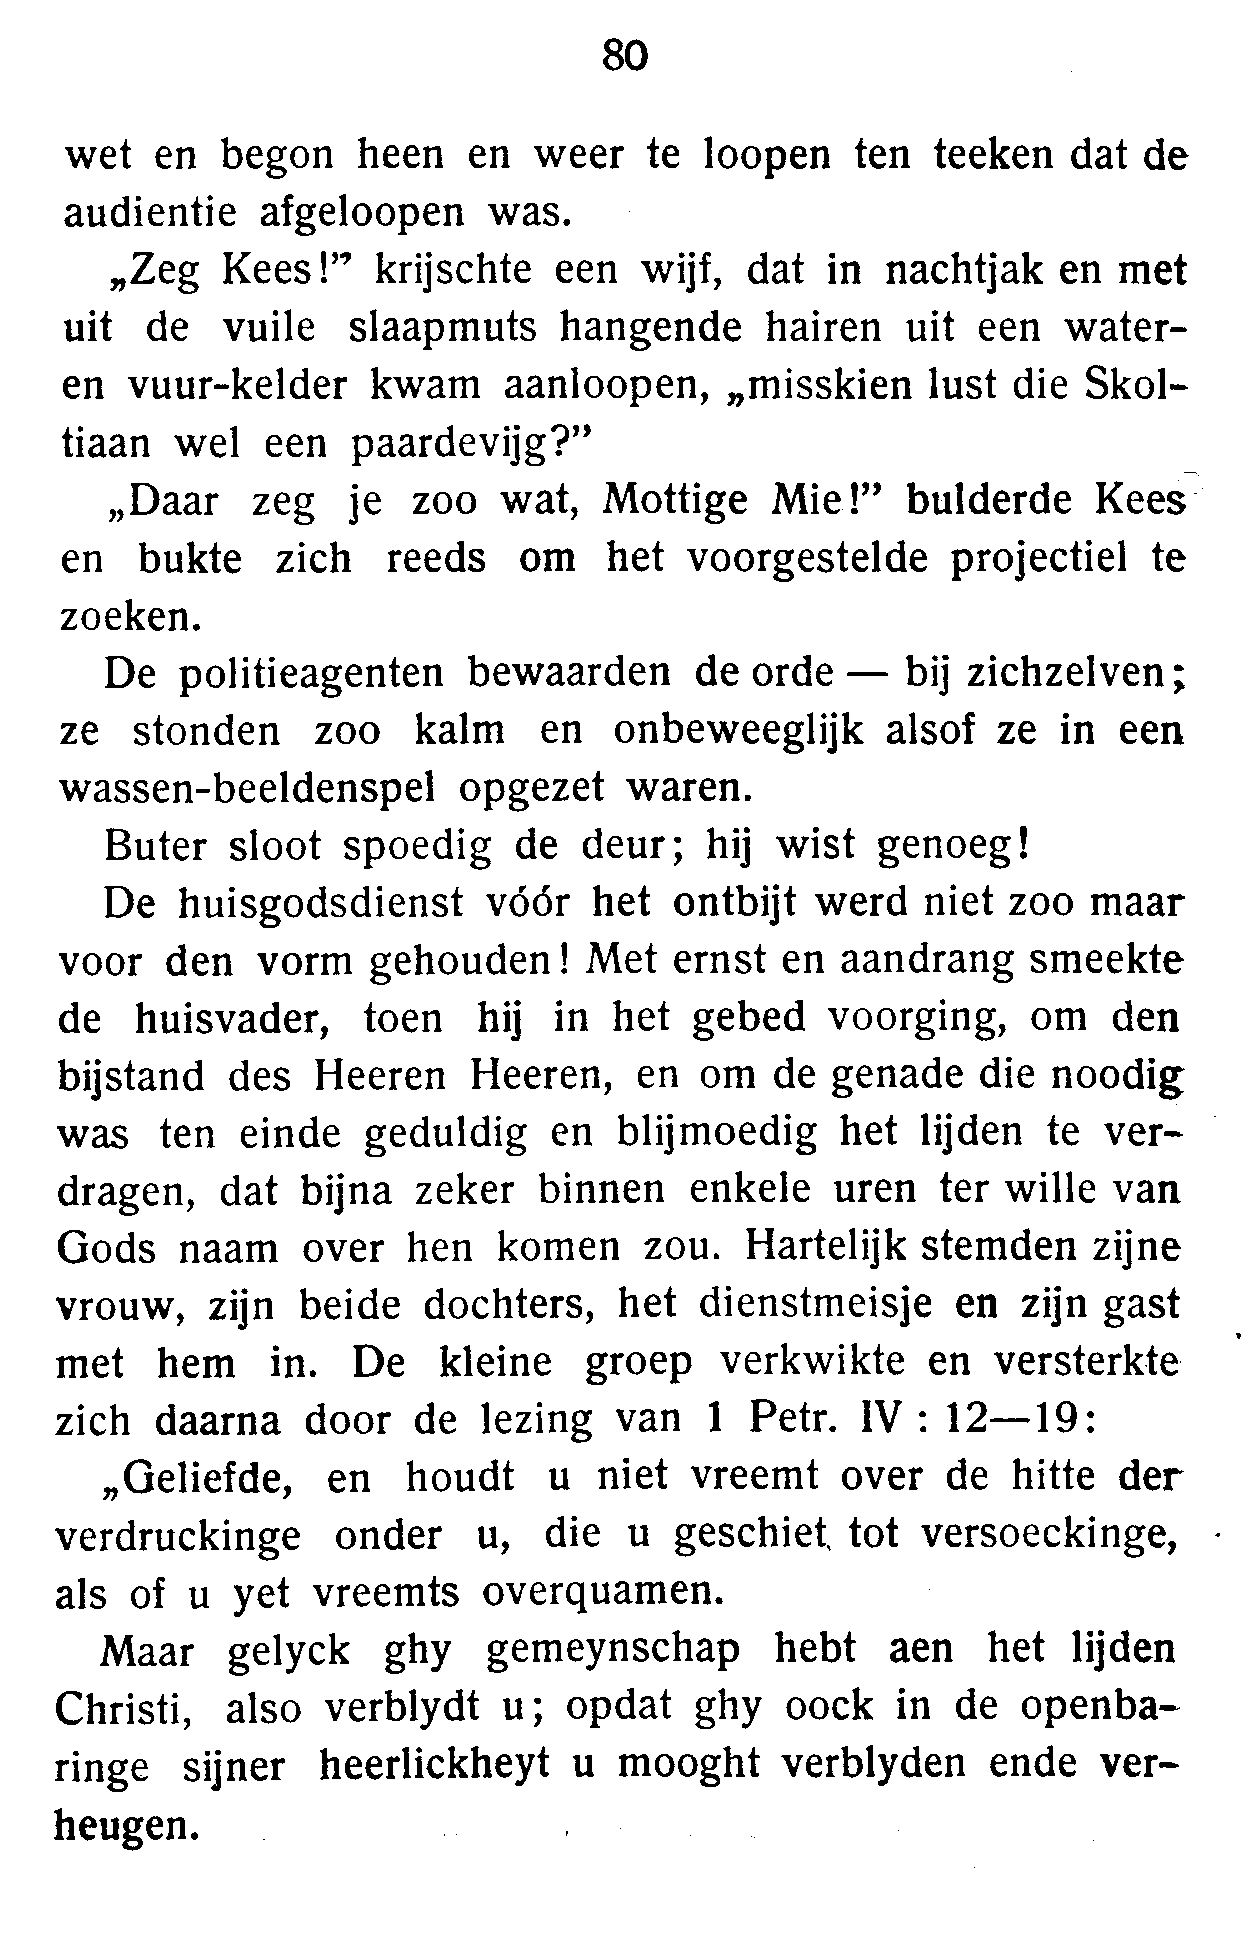 80
wet en begon heen en weer te loopen ten teeken dat de
audientie afgeloopen was.
„Zeg Kees!” krijschte een wijf, dat in nachtjak en met
uit de vuile slaapmuts hangende hairen uit een water-
en vuur-kelder kwam aanloopen, „misskien lust die Skol-
tiaan wel een paardevijg?”
„Daar zeg je zoo wat, Mottige Mie!” bulderde Kees
en bukte zich reeds om het voorgestelde projectiel te
zoeken.
De politieagenten bewaarden de orde — bij zichzelven;
ze stonden zoo kalm en onbeweeglijk alsof ze in een
wassen-beeldenspel opgezet waren.
Buter sloot spoedig de deur; hij wist genoeg!
De huisgodsdienst vóór het ontbijt werd niet zoo maar
voor den vorm gehouden! Met ernst en aandrang smeekte
de huisvader, toen hij in het gebed voorging, om den
bijstand des Heeren Heeren, en om de genade die noodig
was ten einde geduldig en blijmoedig het lijden te ver-
dragen, dat bijna zeker binnen enkele uren ter wille van
Gods naam over hen komen zou. Hartelijk stemden zijne
vrouw, zijn beide dochters, het dienstmeisje en zijn gast
met hem in. De kleine groep verkwikte en versterkte
zich daarna door de lezing van 1 Petr. IV : 12—19:
„Geliefde, en houdt u niet vreemt over de hitte der
verdruckinge onder u, die u geschiet tot versoeckinge,
als of u yet vreemts overquamen.
Maar gelyck ghy gemeynschap hebt aen het lijden
Christi, also verblydt u; opdat ghy oock in de openba-
ringe sijner heerlickheyt u mooght verblyden ende ver-
heugen.